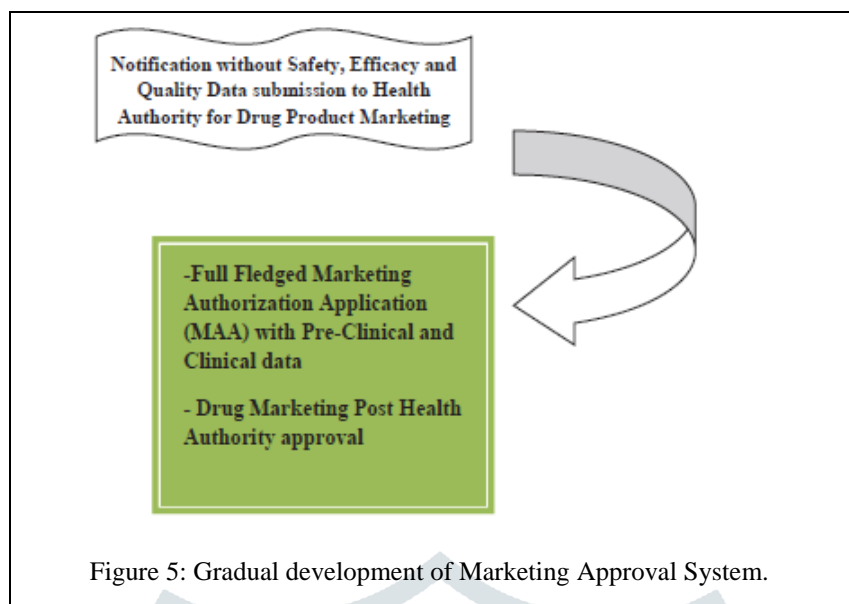 Notification without Safety, Efficacy and
Quality Data submission to Health
Authority for Drug Product Marketing
-Full Fledged Marketing
Authorization Application
(MAA) with Pre-Clinical and
Clinical data
- Drug Marketing Post Health
Authority approval
Figure 5: Gradual development of Marketing Approval System.